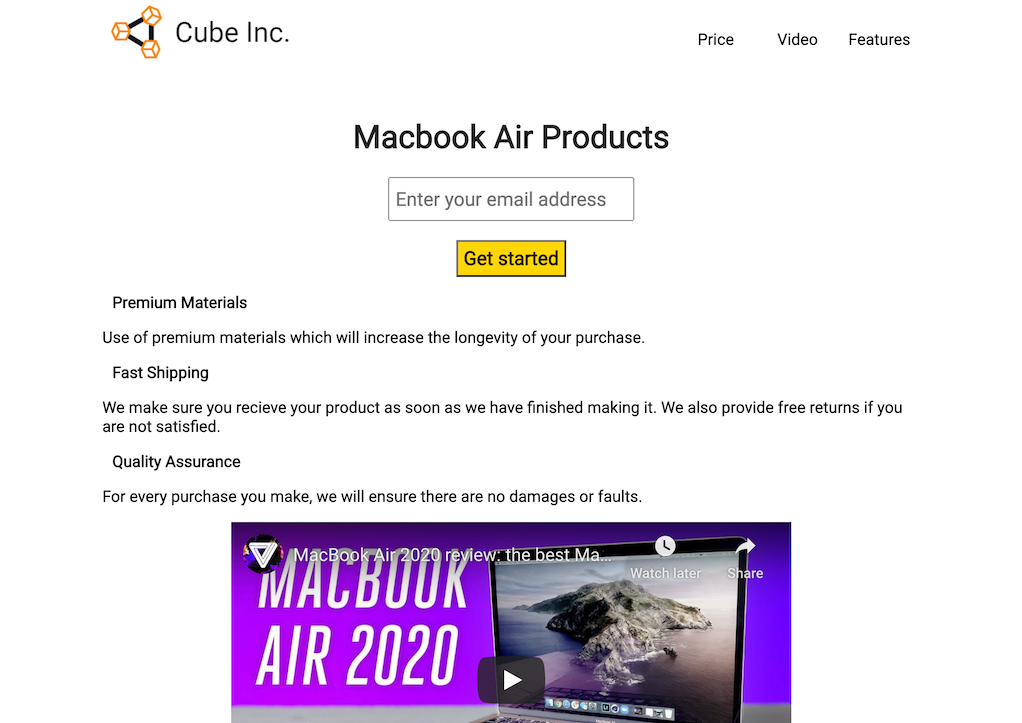 Cube Inc.
Price
Video
Features
Macbook Air Products
Enter your email address
Get started
Premium Materials
Use of premium materials which will increase the longevity of your purchase.
Fast Shipping
We make sure you recieve your product as soon as we have finished making it. We also provide free returns if you
are not satisfied.
Quality Assurance
For every purchase you make, we will ensure there are no damages or faults.
MacBook Air 2020 review: the best Ma...
Watch later
Share
MACBOOK
AIR 2020